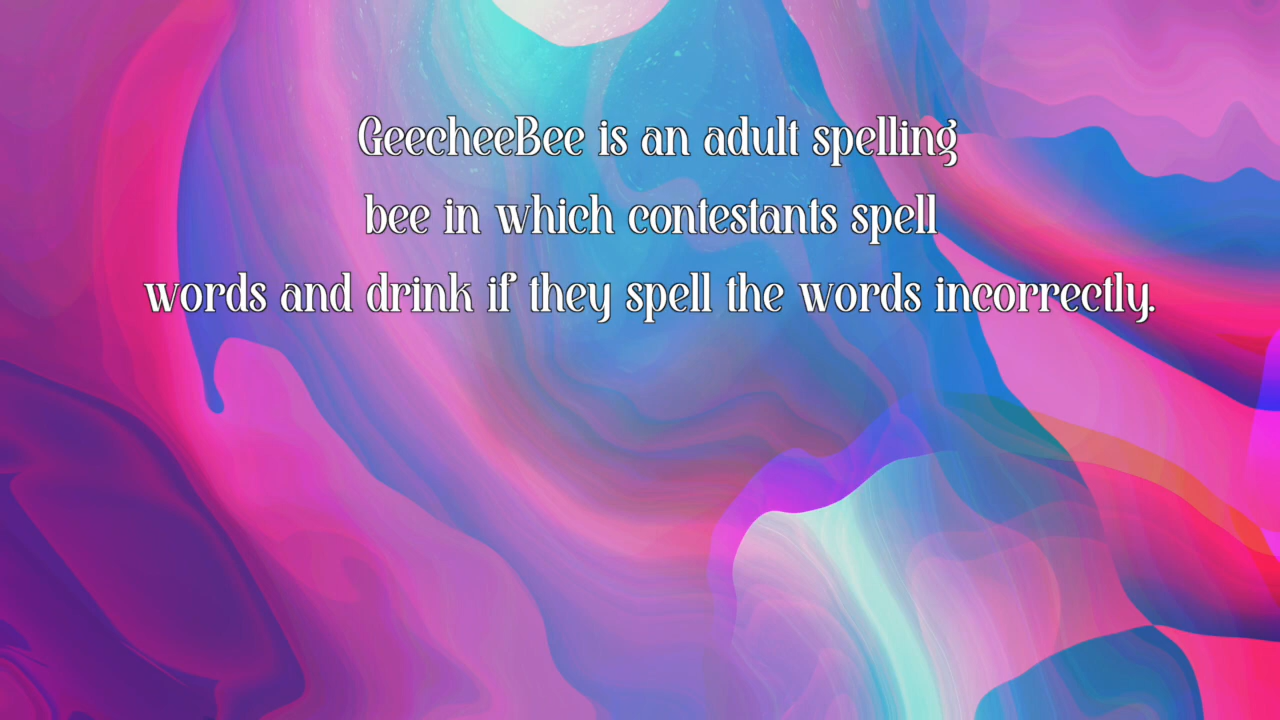 GeecheeBee is an adult spelling
bee in which contestants spell
words and drink if they spell the words incorrectly.